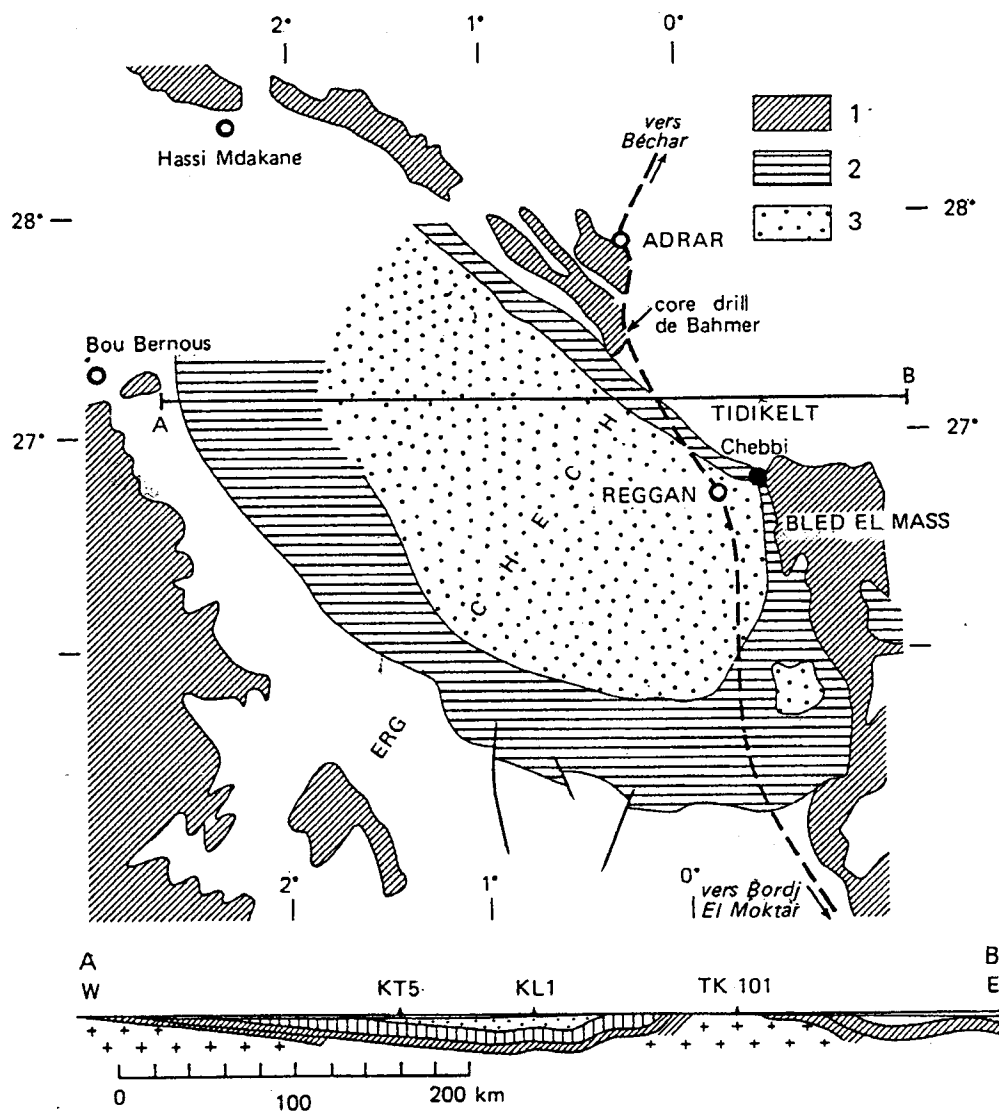 2° 1° 0°
1
2
3
vers
Béchar
Hassi Mdakane
28° 28°
ADRAR
core drill
de Bahmer
Bou Bernous
B
A
TIDIKELT
27° 27°
Chebbi
REGGAN
BLED EL MASS
CHECH
ERG
2° 1° 0°
vers Bordj
El Moktar
A B
W KT5 KL1 TK 101 E
0 100 200 km